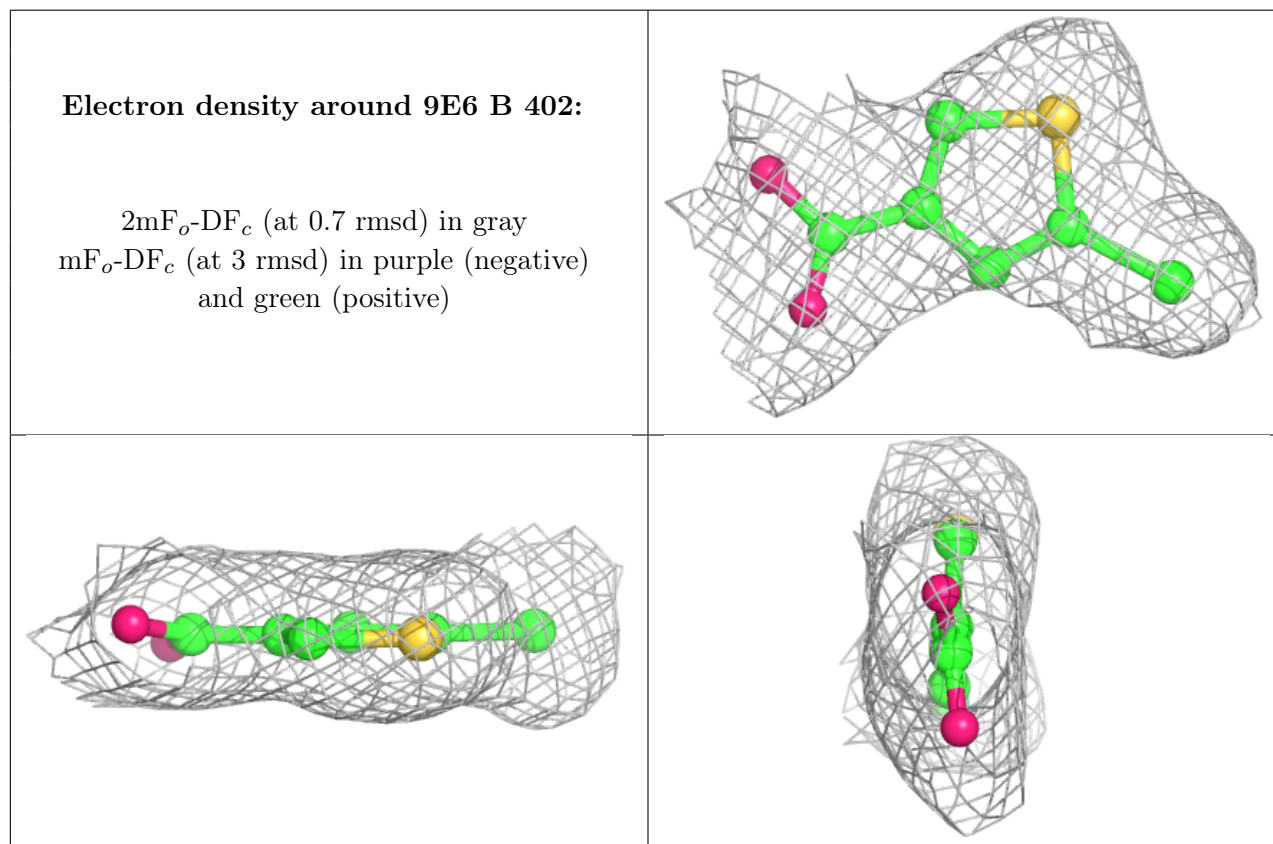 Electron density around 9E6 B 402:
2mFₒ-DF𝒸 (at 0.7 rmsd) in gray
mFₒ-DF𝒸 (at 3 rmsd) in purple (negative)
and green (positive)